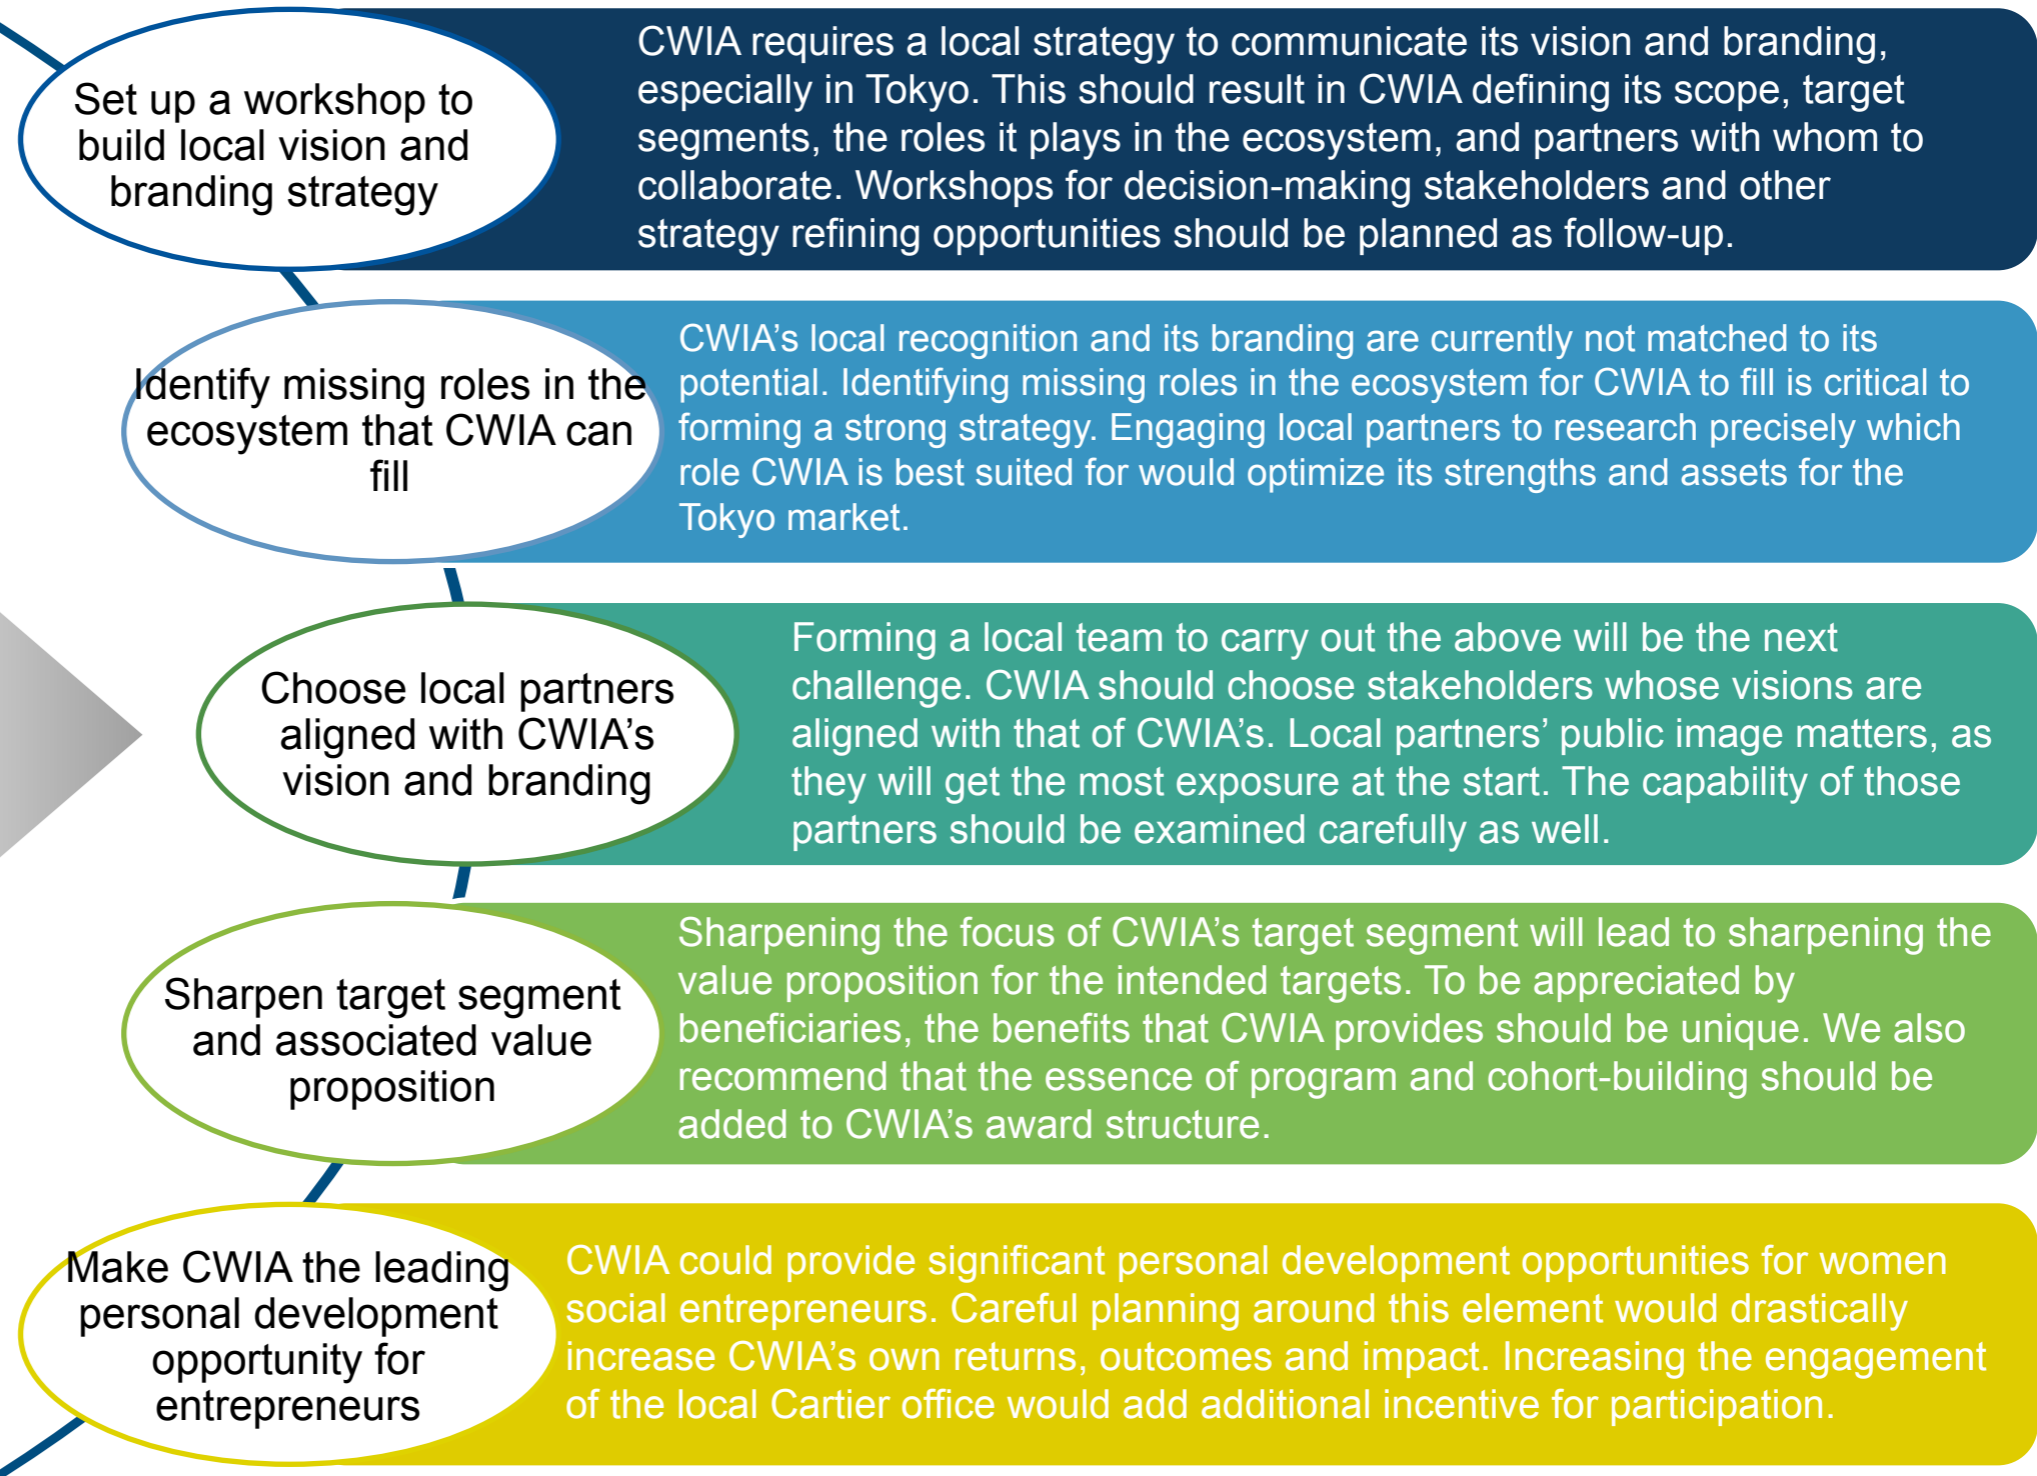 Set up a workshop to
build local vision and
branding strategy
CWIA requires a local strategy to communicate its vision and branding,
especially in Tokyo. This should result in CWIA defining its scope, target
segments, the roles it plays in the ecosystem, and partners with whom to
collaborate. Workshops for decision-making stakeholders and other
strategy refining opportunities should be planned as follow-up.
Identify missing roles in the
ecosystem that CWIA can
fill
CWIA’s local recognition and its branding are currently not matched to its
potential. Identifying missing roles in the ecosystem for CWIA to fill is critical to
forming a strong strategy. Engaging local partners to research precisely which
role CWIA is best suited for would optimize its strengths and assets for the
Tokyo market.
Choose local partners
aligned with CWIA’s
vision and branding
Forming a local team to carry out the above will be the next
challenge. CWIA should choose stakeholders whose visions are
aligned with that of CWIA’s. Local partners’ public image matters, as
they will get the most exposure at the start. The capability of those
partners should be examined carefully as well.
Sharpen target segment
and associated value
proposition
Sharpening the focus of CWIA’s target segment will lead to sharpening the
value proposition for the intended targets. To be appreciated by
beneficiaries, the benefits that CWIA provides should be unique. We also
recommend that the essence of program and cohort-building should be
added to CWIA’s award structure.
Make CWIA the leading
personal development
opportunity for
entrepreneurs
CWIA could provide significant personal development opportunities for women
social entrepreneurs. Careful planning around this element would drastically
increase CWIA’s own returns, outcomes and impact. Increasing the engagement
of the local Cartier office would add additional incentive for participation.